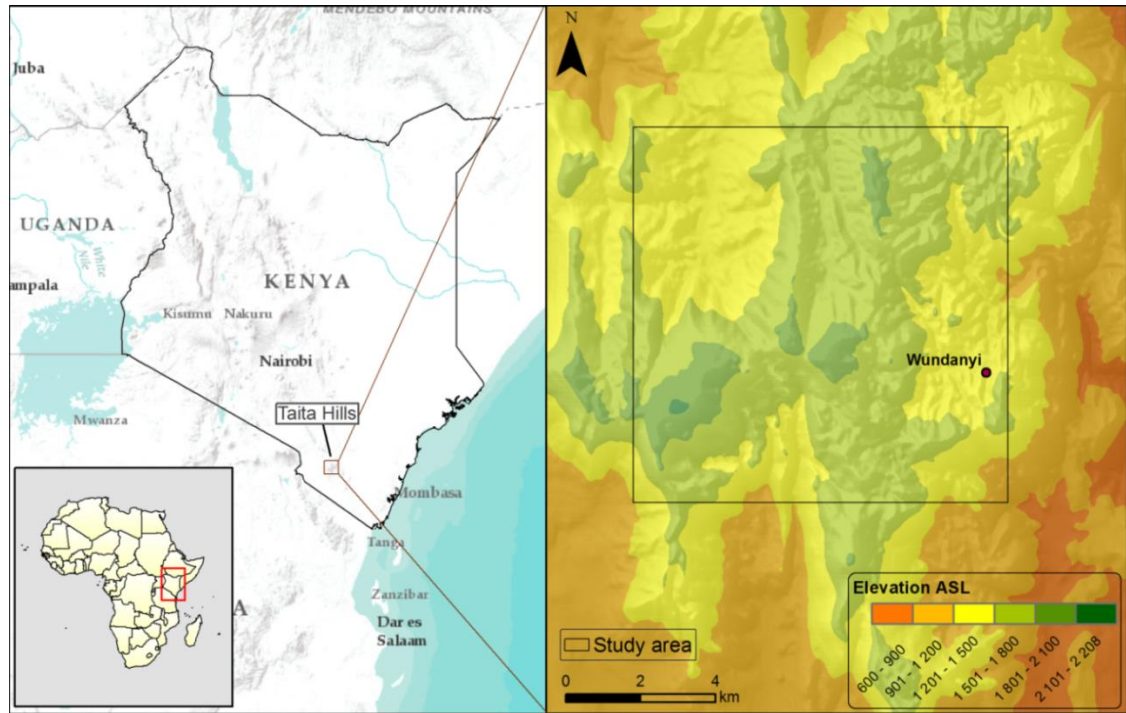 MENDEBO MOUNTAINS
Juba
UGANDA
White
Nile
ampala
KENYA
Kisumu
Nakuru
Nairobi
Mwanza
Taita Hills
Mombasa
Tanga
Zanzibar
Dar es
Salaam
A
N
Wundanyi
Study area
0 2 4
km
Elevation ASL
600 - 900
901 - 1 200
1 201 - 1 500
1 501 - 1 800
1 801 - 2 100
2 101 - 2 208